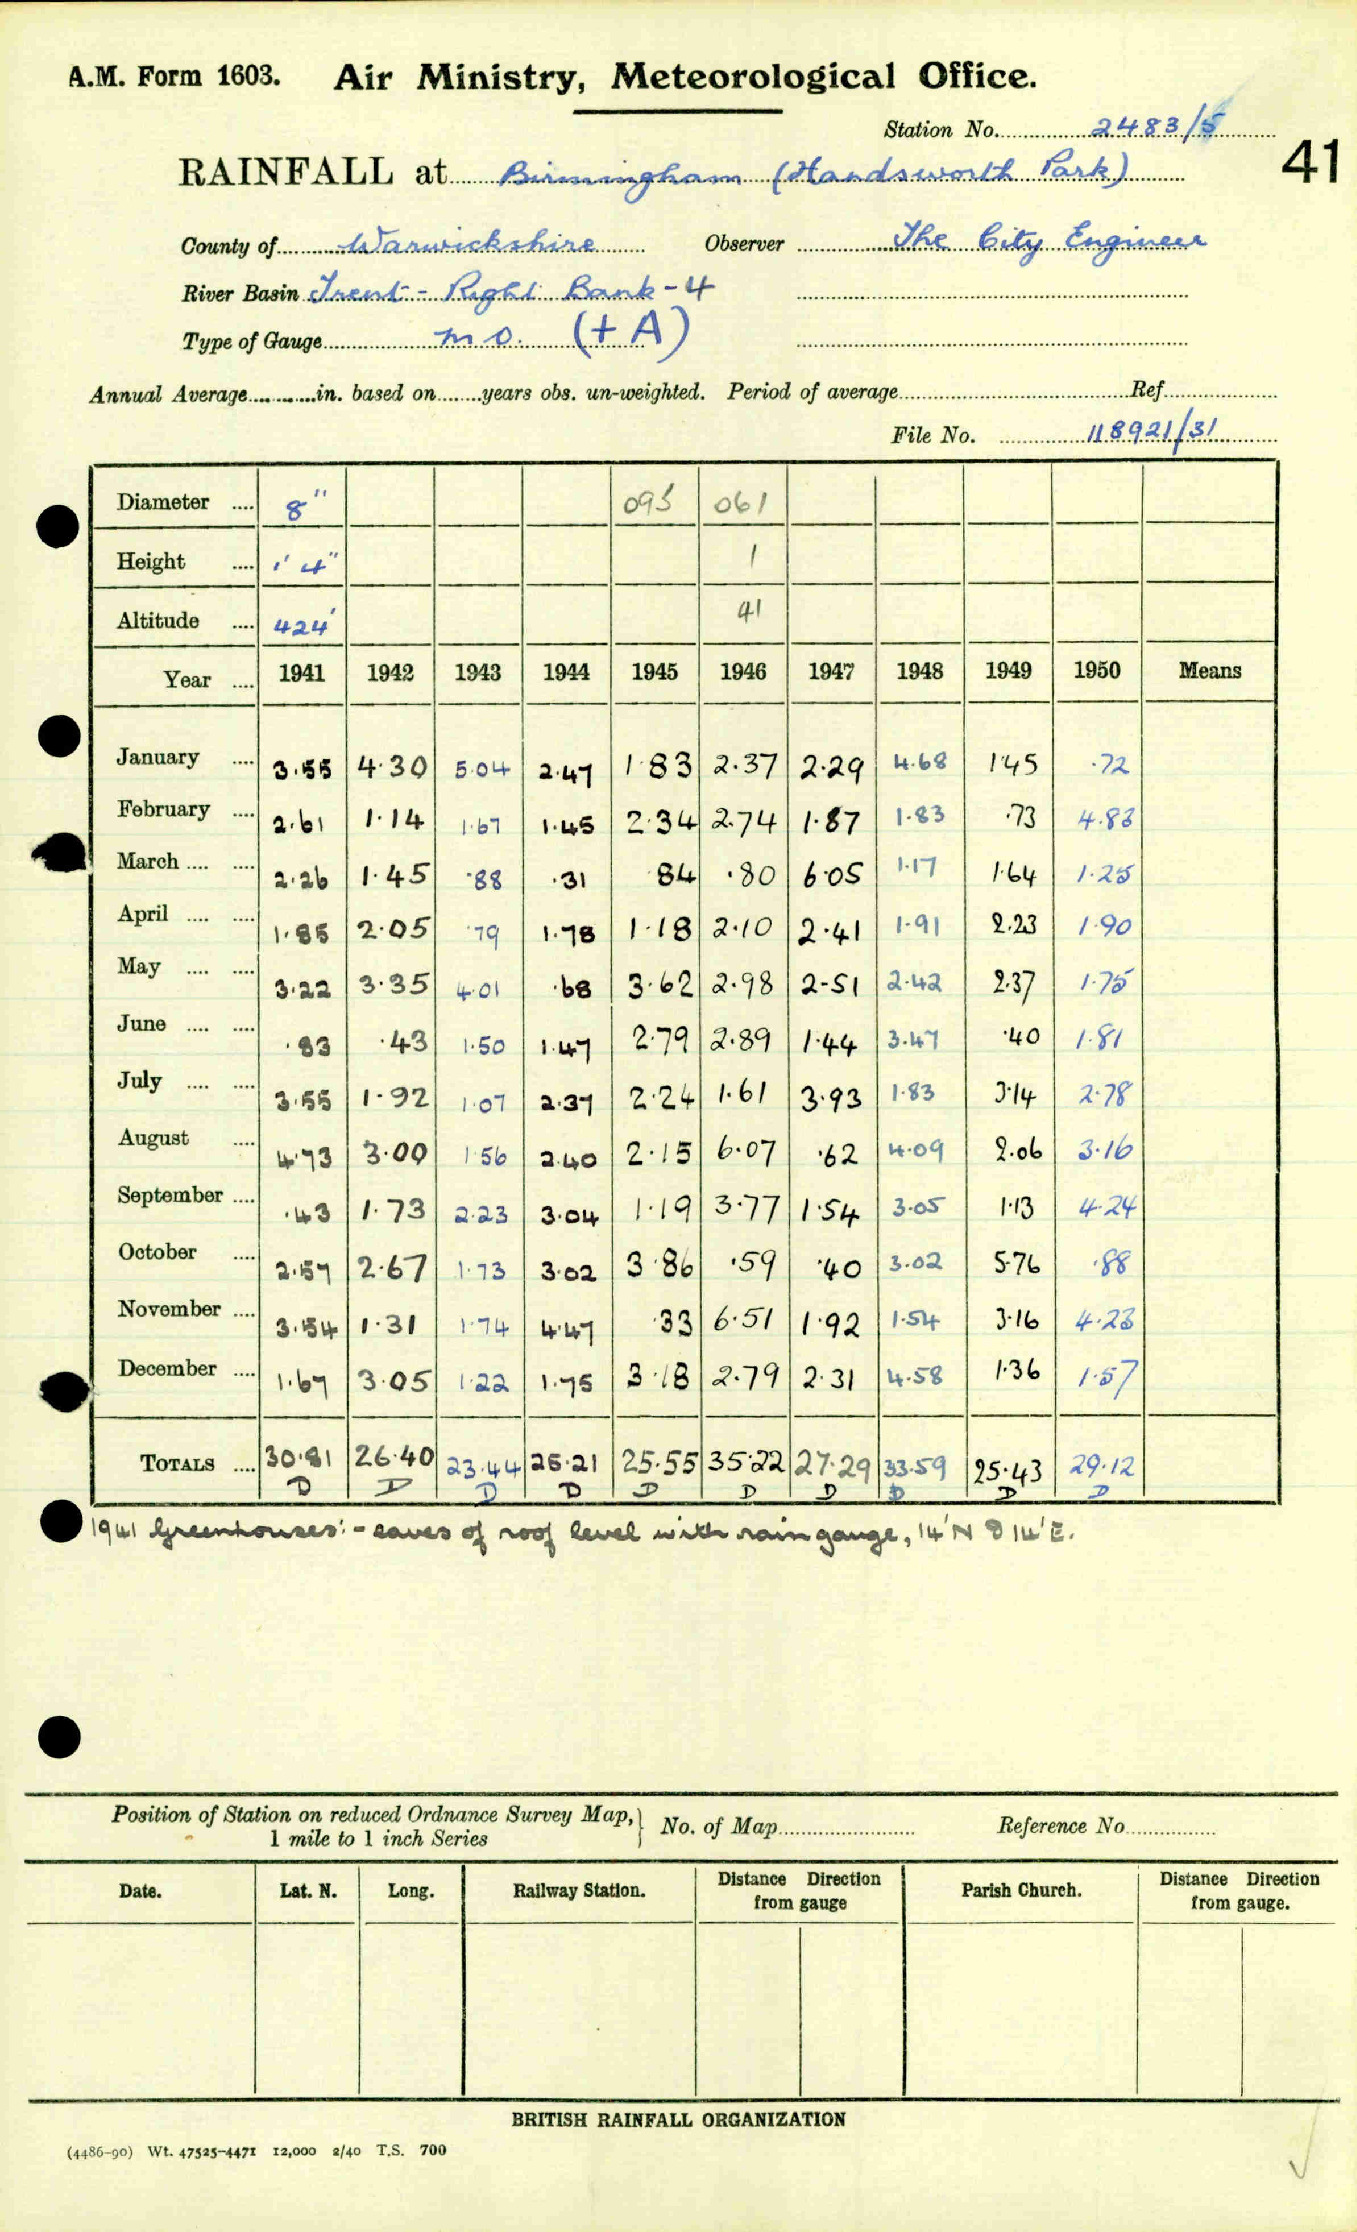 A.M. Form 1603. Air Ministry, Meteorological Office.
Station No. 2483/5
41
RAINFALL at Birmingham (Handsworth Park)
County of Warwickshire Observer The City Engineer
River Basin Trent - Right Bank - 4
Type of Gauge M O. (+ A)
Annual Average in. based on years obs. un-weighted. Period of average Ref
File No. 118921/31
Diameter 8" 095 061
Height 1' 4" 1
Altitude 424' 41
Year 1941 1942 1943 1944 1945 1946 1947 1948 1949 1950 Means
January 3.55 4.30 5.04 2.47 1.83 2.37 2.29 4.68 1.45 .72
February 2.61 1.14 1.67 1.45 2.34 2.74 1.87 1.83 .73 4.83
March 2.26 1.45 .88 .31 84 .80 6.05 1.17 1.64 1.25
April 1.85 2.05 .79 1.78 1.18 2.10 2.41 1.91 2.23 1.90
May 3.22 3.35 4.01 .68 3.62 2.98 2-51 2.42 2.37 1.75
June .83 .43 1.50 1.47 2.79 2.89 1.44 3.47 .40 1.81
July 3.55 1.92 1.07 2.37 2.24 1.61 3.93 1.83 3.14 2.78
August 4.73 3.00 1.56 2.40 2.15 6.07 .62 4.09 2.06 3.16
September .43 1.73 2.23 3.04 1.19 3.77 1.54 3.05 1.13 4.24
October 2.57 2.67 1.73 3.02 3.86 .59 .40 3.02 5.76 .88
November 3.54 1.31 1.74 4.47 .33 6.51 1.92 1.54 3.16 4.23
December 1.67 3.05 1.22 1.75 3.18 2.79 2.31 4.58 1.36 1.57
TOTALS 30.81 26.40 23.44 25.21 25.55 35.22 27.29 33.59 25.43 29.12
D D D D D D D D D D
1941 Greenhouses:- eaves of roof level with rain gauge, 14'N & 14'E.
Position of Station on reduced Ordnance Survey Map, 1 mile to 1 inch Series No. of Map Reference No
Date. Lat. N. Long. Railway Station. Distance Direction from gauge Parish Church. Distance Direction from gauge.
BRITISH RAINFALL ORGANIZATION
(4486-90) Wt. 47525-4471 12,000 2/40 T.S. 700